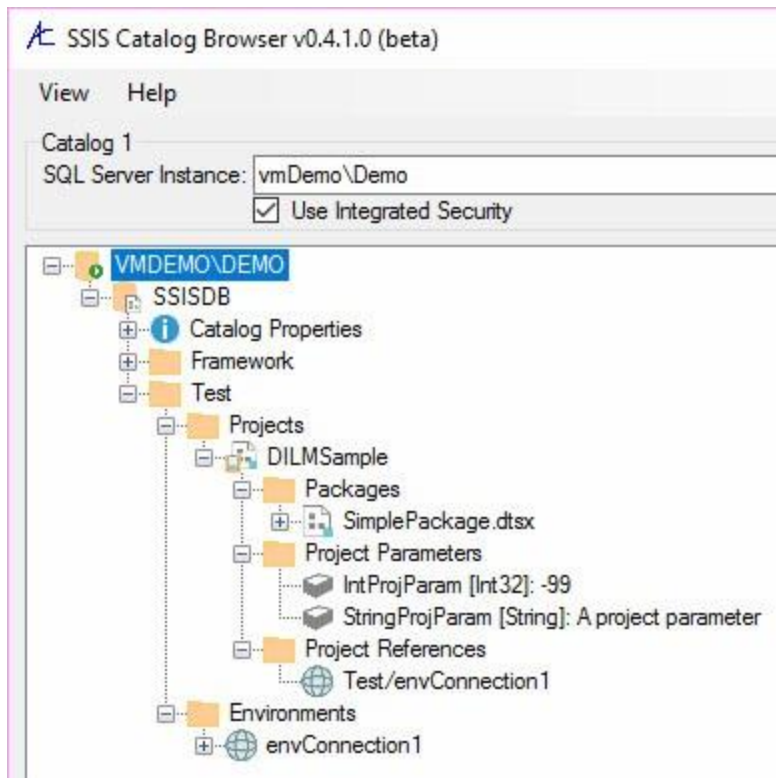 SSIS Catalog Browser v0.4.1.0 (beta)
View Help
Catalog 1
SQL Server Instance: vmDemo\Demo
Use Integrated Security
VMDEMO\DEMO
SSISDB
Catalog Properties
Framework
Test
Projects
DILMSample
Packages
SimplePackage.dtsx
Project Parameters
IntProjParam [Int32]: -99
StringProjParam [String]: A project parameter
Project References
Test/envConnection1
Environments
envConnection1